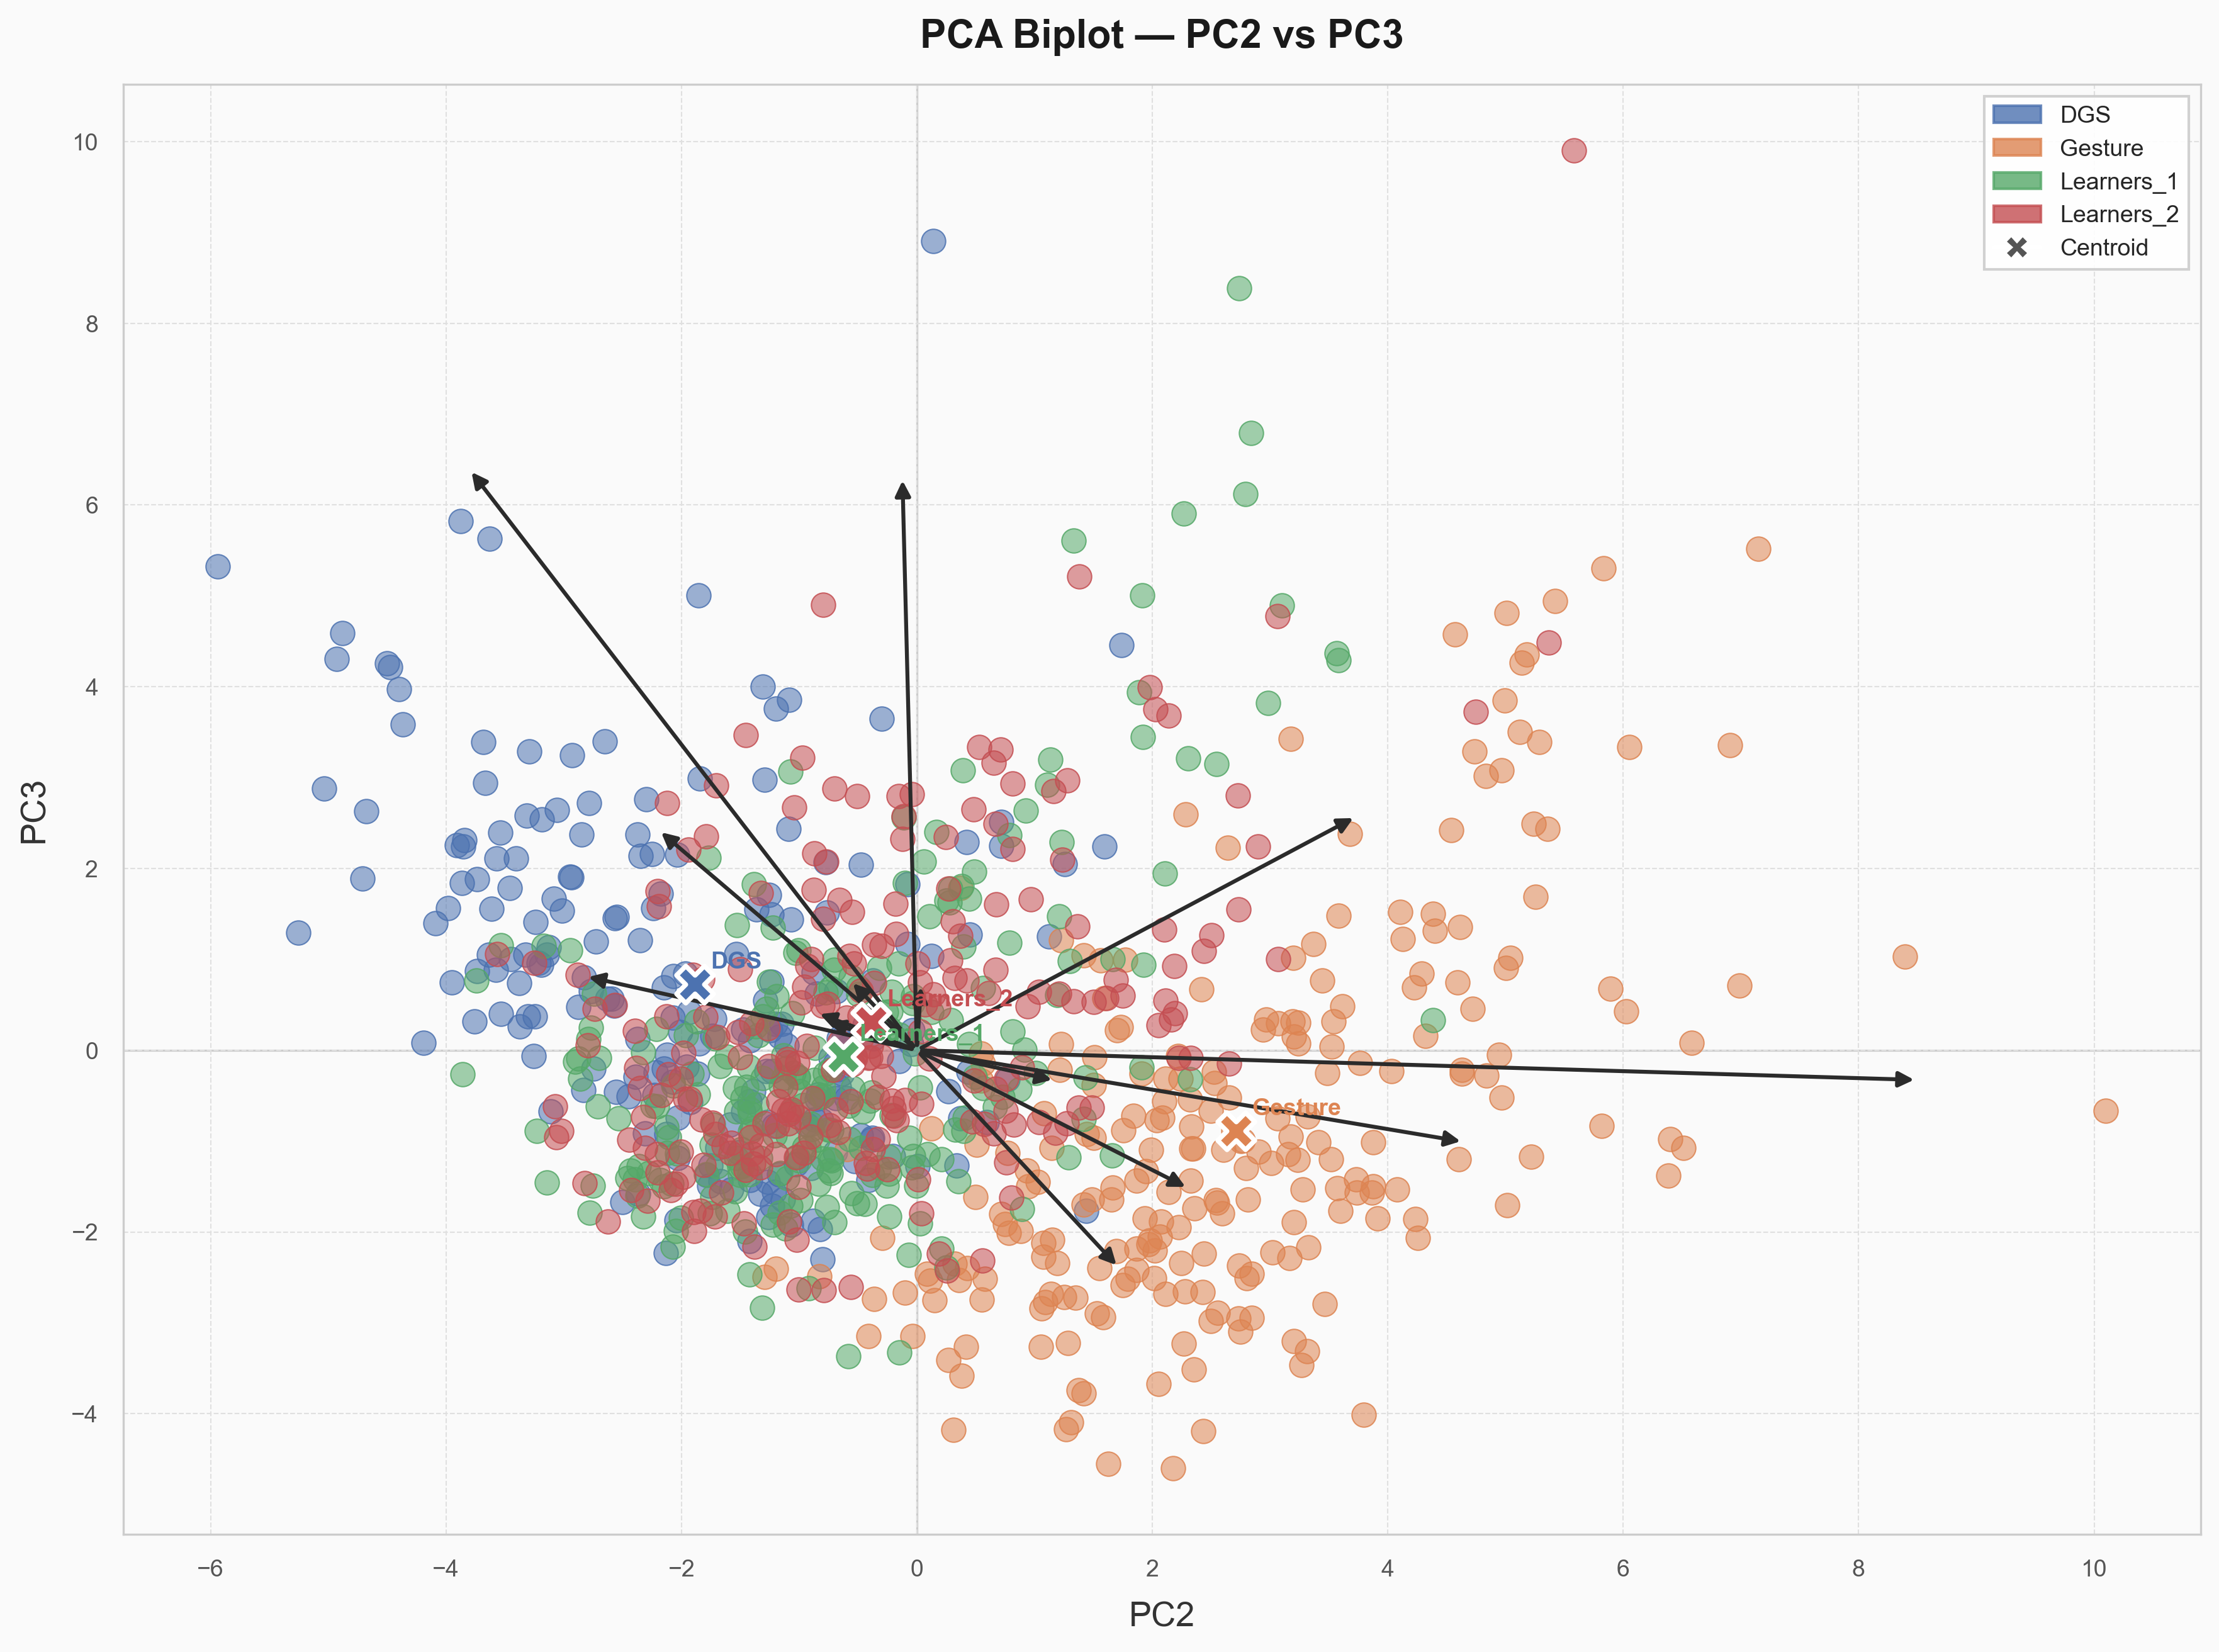 PCA Biplot — PC2 vs PC3
DGS
Gesture
Learners_1
Learners_2
Centroid
10
8
6
4
2
0
−2
−4
PC3
DGS
Learners_2
Learners_1
Gesture
−6
−4
−2
0
2
4
6
8
10
PC2